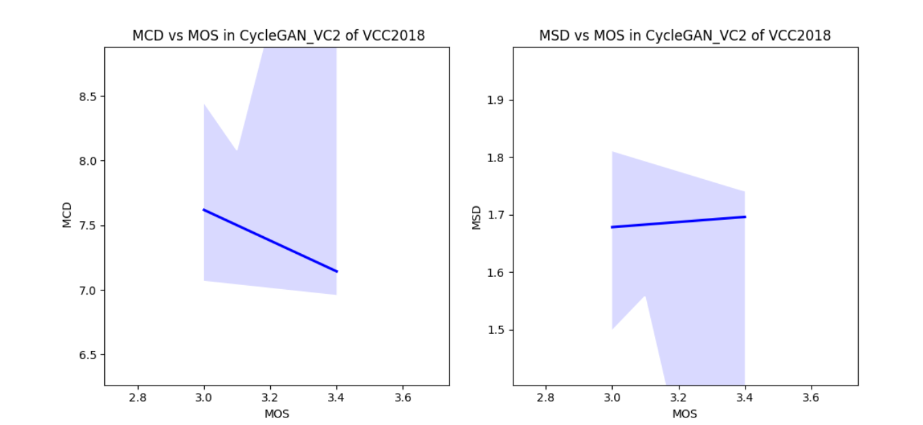 MCD vs MOS in CycleGAN_VC2 of VCC2018
8.5
8.0
7.5
7.0
6.5
MCD
2.8 3.0 3.2 3.4 3.6
MOS
MSD vs MOS in CycleGAN_VC2 of VCC2018
1.9
1.8
1.7
1.6
1.5
MSD
2.8 3.0 3.2 3.4 3.6
MOS